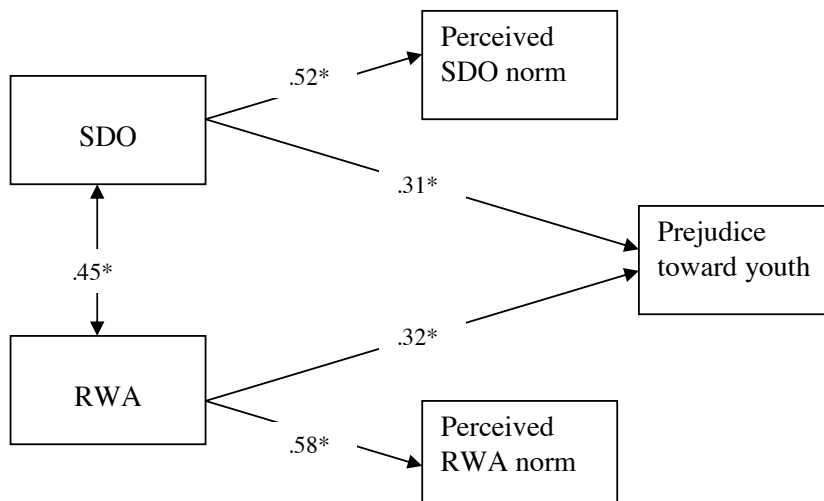 Perceived
SDO norm
.52*
SDO
.31*
Prejudice
toward youth
.45*
.32*
RWA
Perceived
RWA norm
.58*